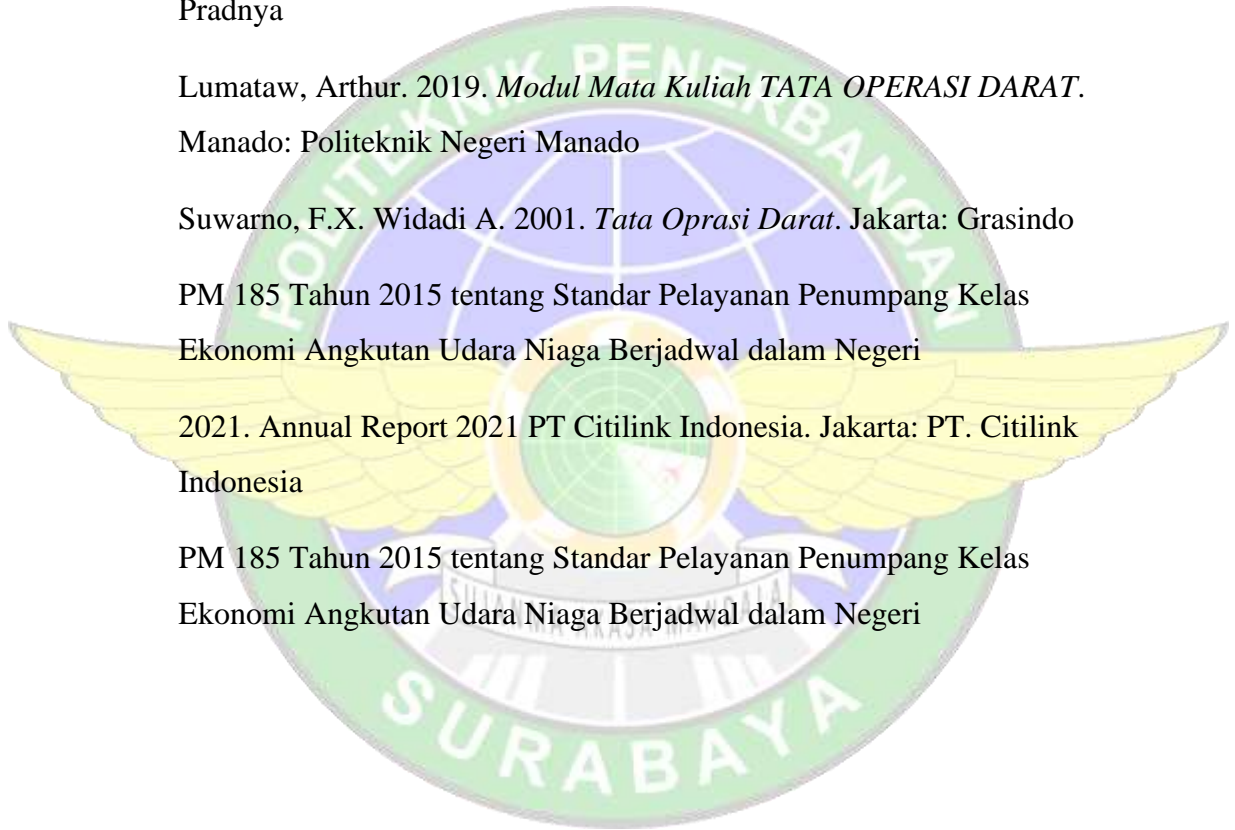 Pradnya
Lumataw, Arthur. 2019. Modul Mata Kuliah TATA OPERASI DARAT.
Manado: Politeknik Negeri Manado
Suwarno, F.X. Widadi A. 2001. Tata Oprasi Darat. Jakarta: Grasindo
PM 185 Tahun 2015 tentang Standar Pelayanan Penumpang Kelas
Ekonomi Angkutan Udara Niaga Berjadwal dalam Negeri
2021. Annual Report 2021 PT Citilink Indonesia. Jakarta: PT. Citilink
Indonesia
PM 185 Tahun 2015 tentang Standar Pelayanan Penumpang Kelas
Ekonomi Angkutan Udara Niaga Berjadwal dalam Negeri
POLITEKNIK PENERBANGAN
SURABAYA